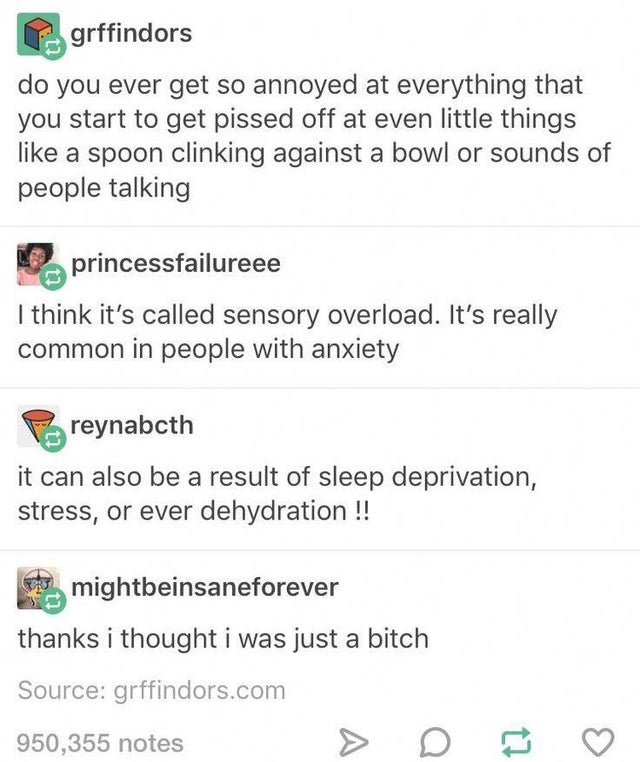 grffindors
do you ever get so annoyed at everything that
you start to get pissed off at even little things
like a spoon clinking against a bowl or sounds of
people talking
princessfailureee
I think it's called sensory overload. It's really
common in people with anxiety
reynabcth
it can also be a result of sleep deprivation,
stress, or ever dehydration !!
mightbeinsaneforever
thanks i thought i was just a bitch
Source: grffindors.com
950,355 notes